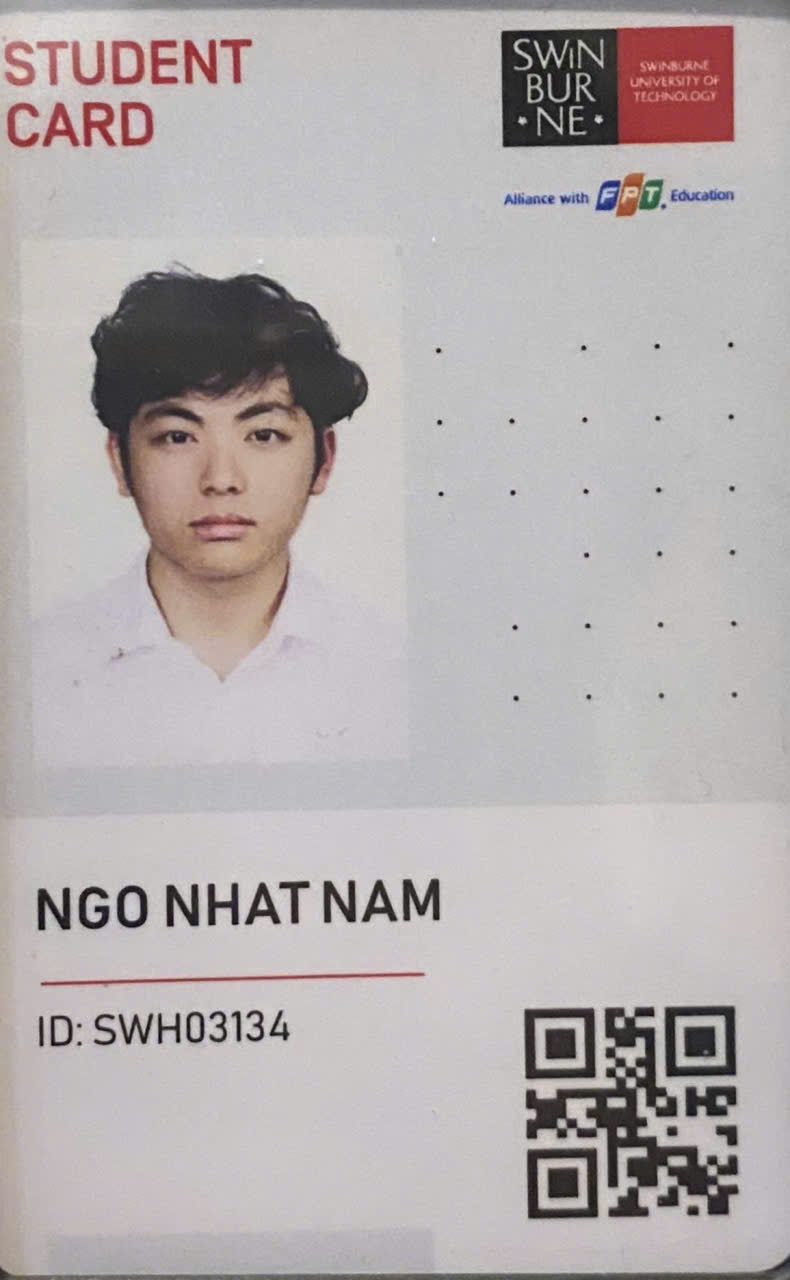 STUDENT
CARD
SWiN
BUR
NE
SWiNBURNE
UNIVERSITY OF
TECHNOLOGY
Alliance with FPT Education
NGO NHAT NAM
ID: SWH03134